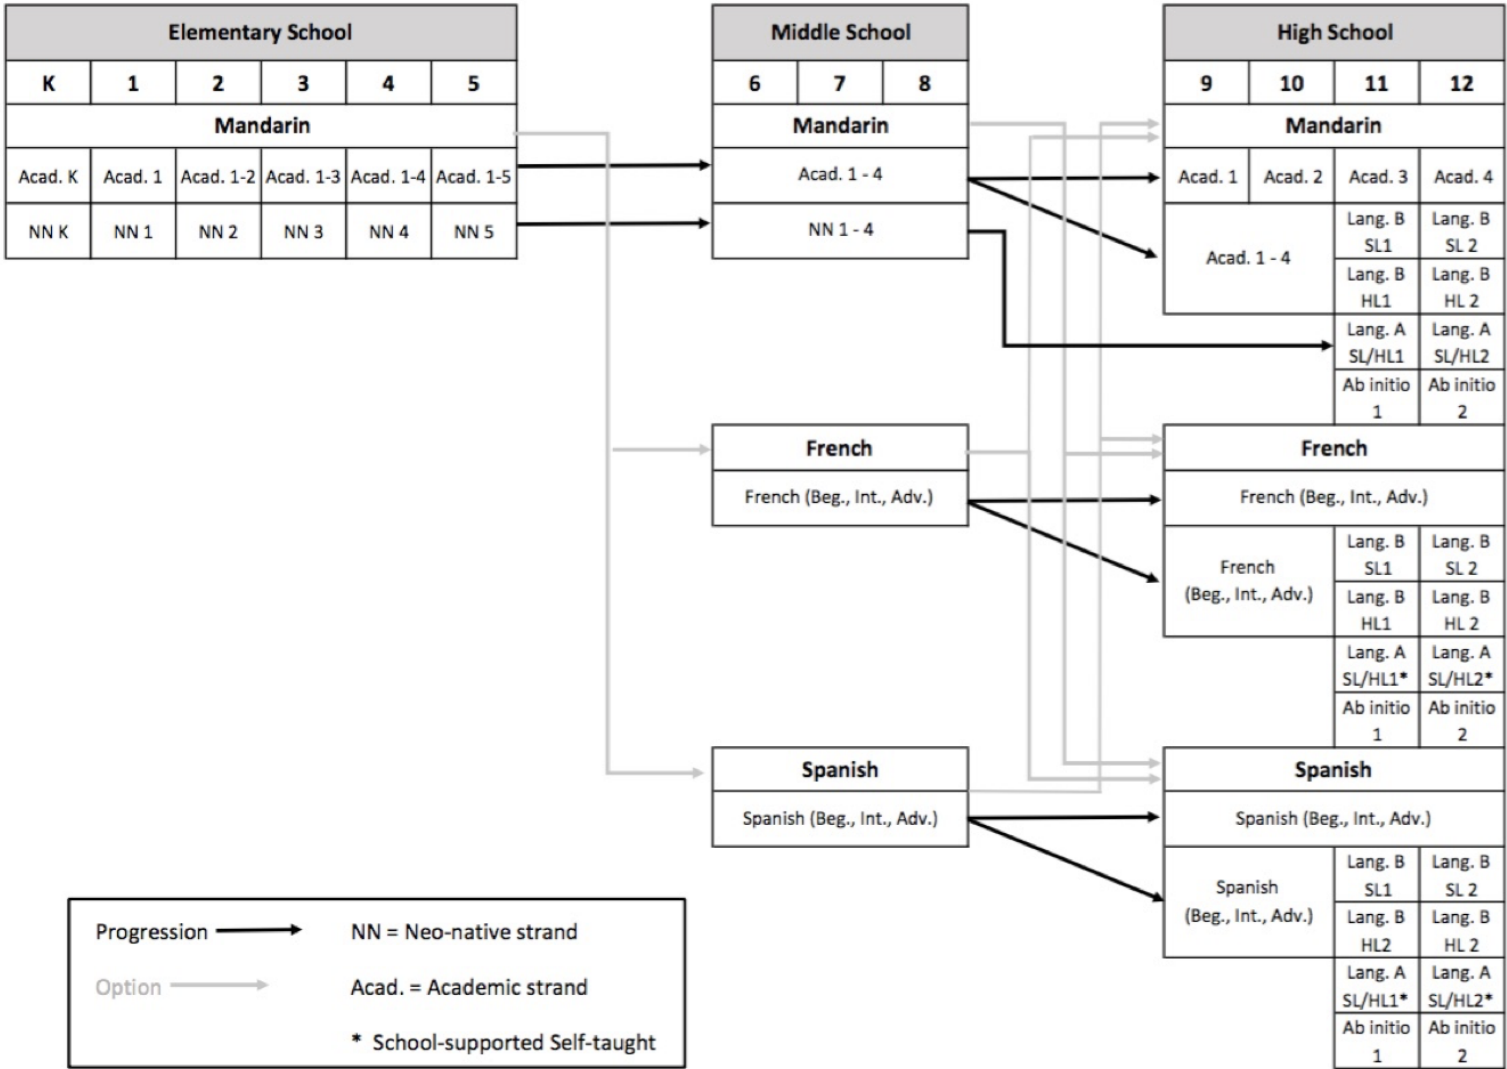 Elementary School
K 1 2 3 4 5
Mandarin
Acad. K Acad. 1 Acad. 1-2 Acad. 1-3 Acad. 1-4 Acad. 1-5
NN K NN 1 NN 2 NN 3 NN 4 NN 5
Middle School
6 7 8
Mandarin
Acad. 1 - 4
NN 1 - 4
French
French (Beg., Int., Adv.)
Spanish
Spanish (Beg., Int., Adv.)
High School
9 10 11 12
Mandarin
Acad. 1 Acad. 2 Acad. 3 Acad. 4
Acad. 1 - 4
Lang. B Lang. B
SL1 SL 2
Lang. B Lang. B
HL1 HL 2
Lang. A Lang. A
SL/HL1 SL/HL2
Ab initio Ab initio
1 2
French
French (Beg., Int., Adv.)
French
(Beg., Int., Adv.)
Lang. B Lang. B
SL1 SL 2
Lang. B Lang. B
HL1 HL 2
Lang. A Lang. A
SL/HL1* SL/HL2*
Ab initio Ab initio
1 2
Spanish
Spanish (Beg., Int., Adv.)
Spanish
(Beg., Int., Adv.)
Lang. B Lang. B
SL1 SL 2
Lang. B Lang. B
HL2 HL 2
Lang. A Lang. A
SL/HL1* SL/HL2*
Ab initio Ab initio
1 2
Progression NN = Neo-native strand
Option Acad. = Academic strand
* School-supported Self-taught